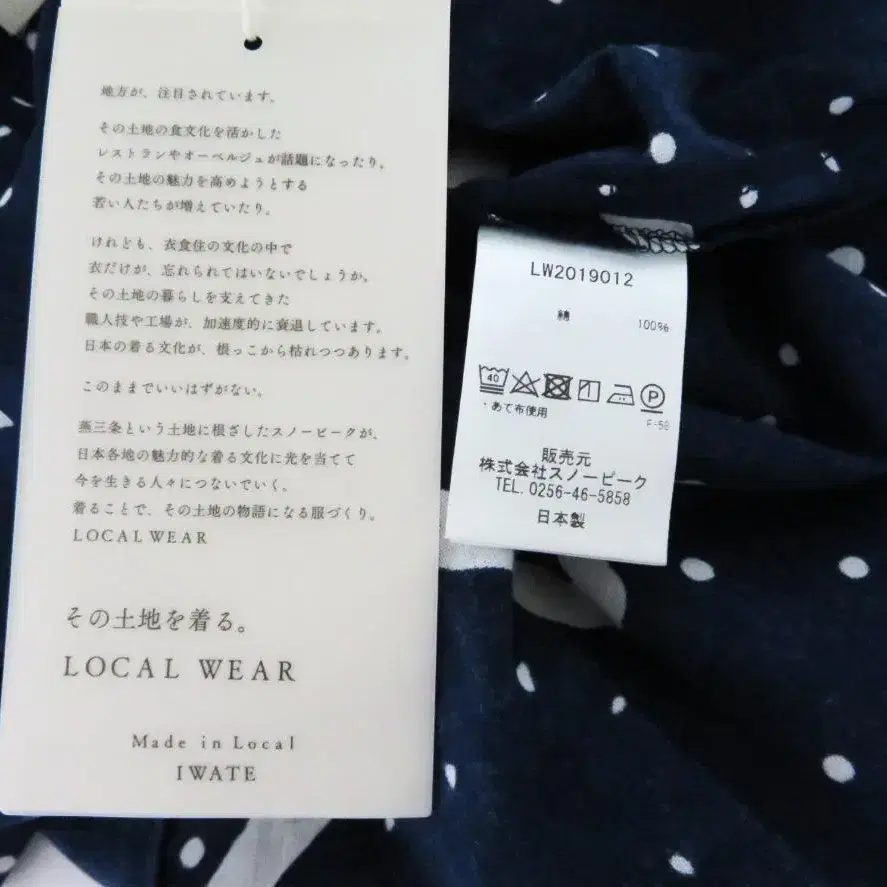 地方が、注目されています。
その土地の食文化を活かした
レストランやオーベルジュが話題になったり。
その土地の魅力を高めようとする
若い人たちが増えていたり。
けれども、衣食住の文化の中で
衣だけが、忘れられてはいないでしょうか。
その土地の暮らしを支えてきた
職人技や工場が、加速度的に衰退しています。
日本の着る文化が、根っこから枯れつつあります。
このままでいいはずがない。
燕三条という土地に根ざしたスノーピークが、
日本各地の魅力的な着る文化に光を当てて
今を生きる人々につないでいく。
着ることで、その土地の物語になる服づくり。
LOCAL WEAR
その土地を着る。
LOCAL WEAR
Made in Local
IWATE
LW2019012
綿 100%
40
P
・あて布使用
F-50
販売元
株式会社スノーピーク
TEL.0256-46-5858
日本製